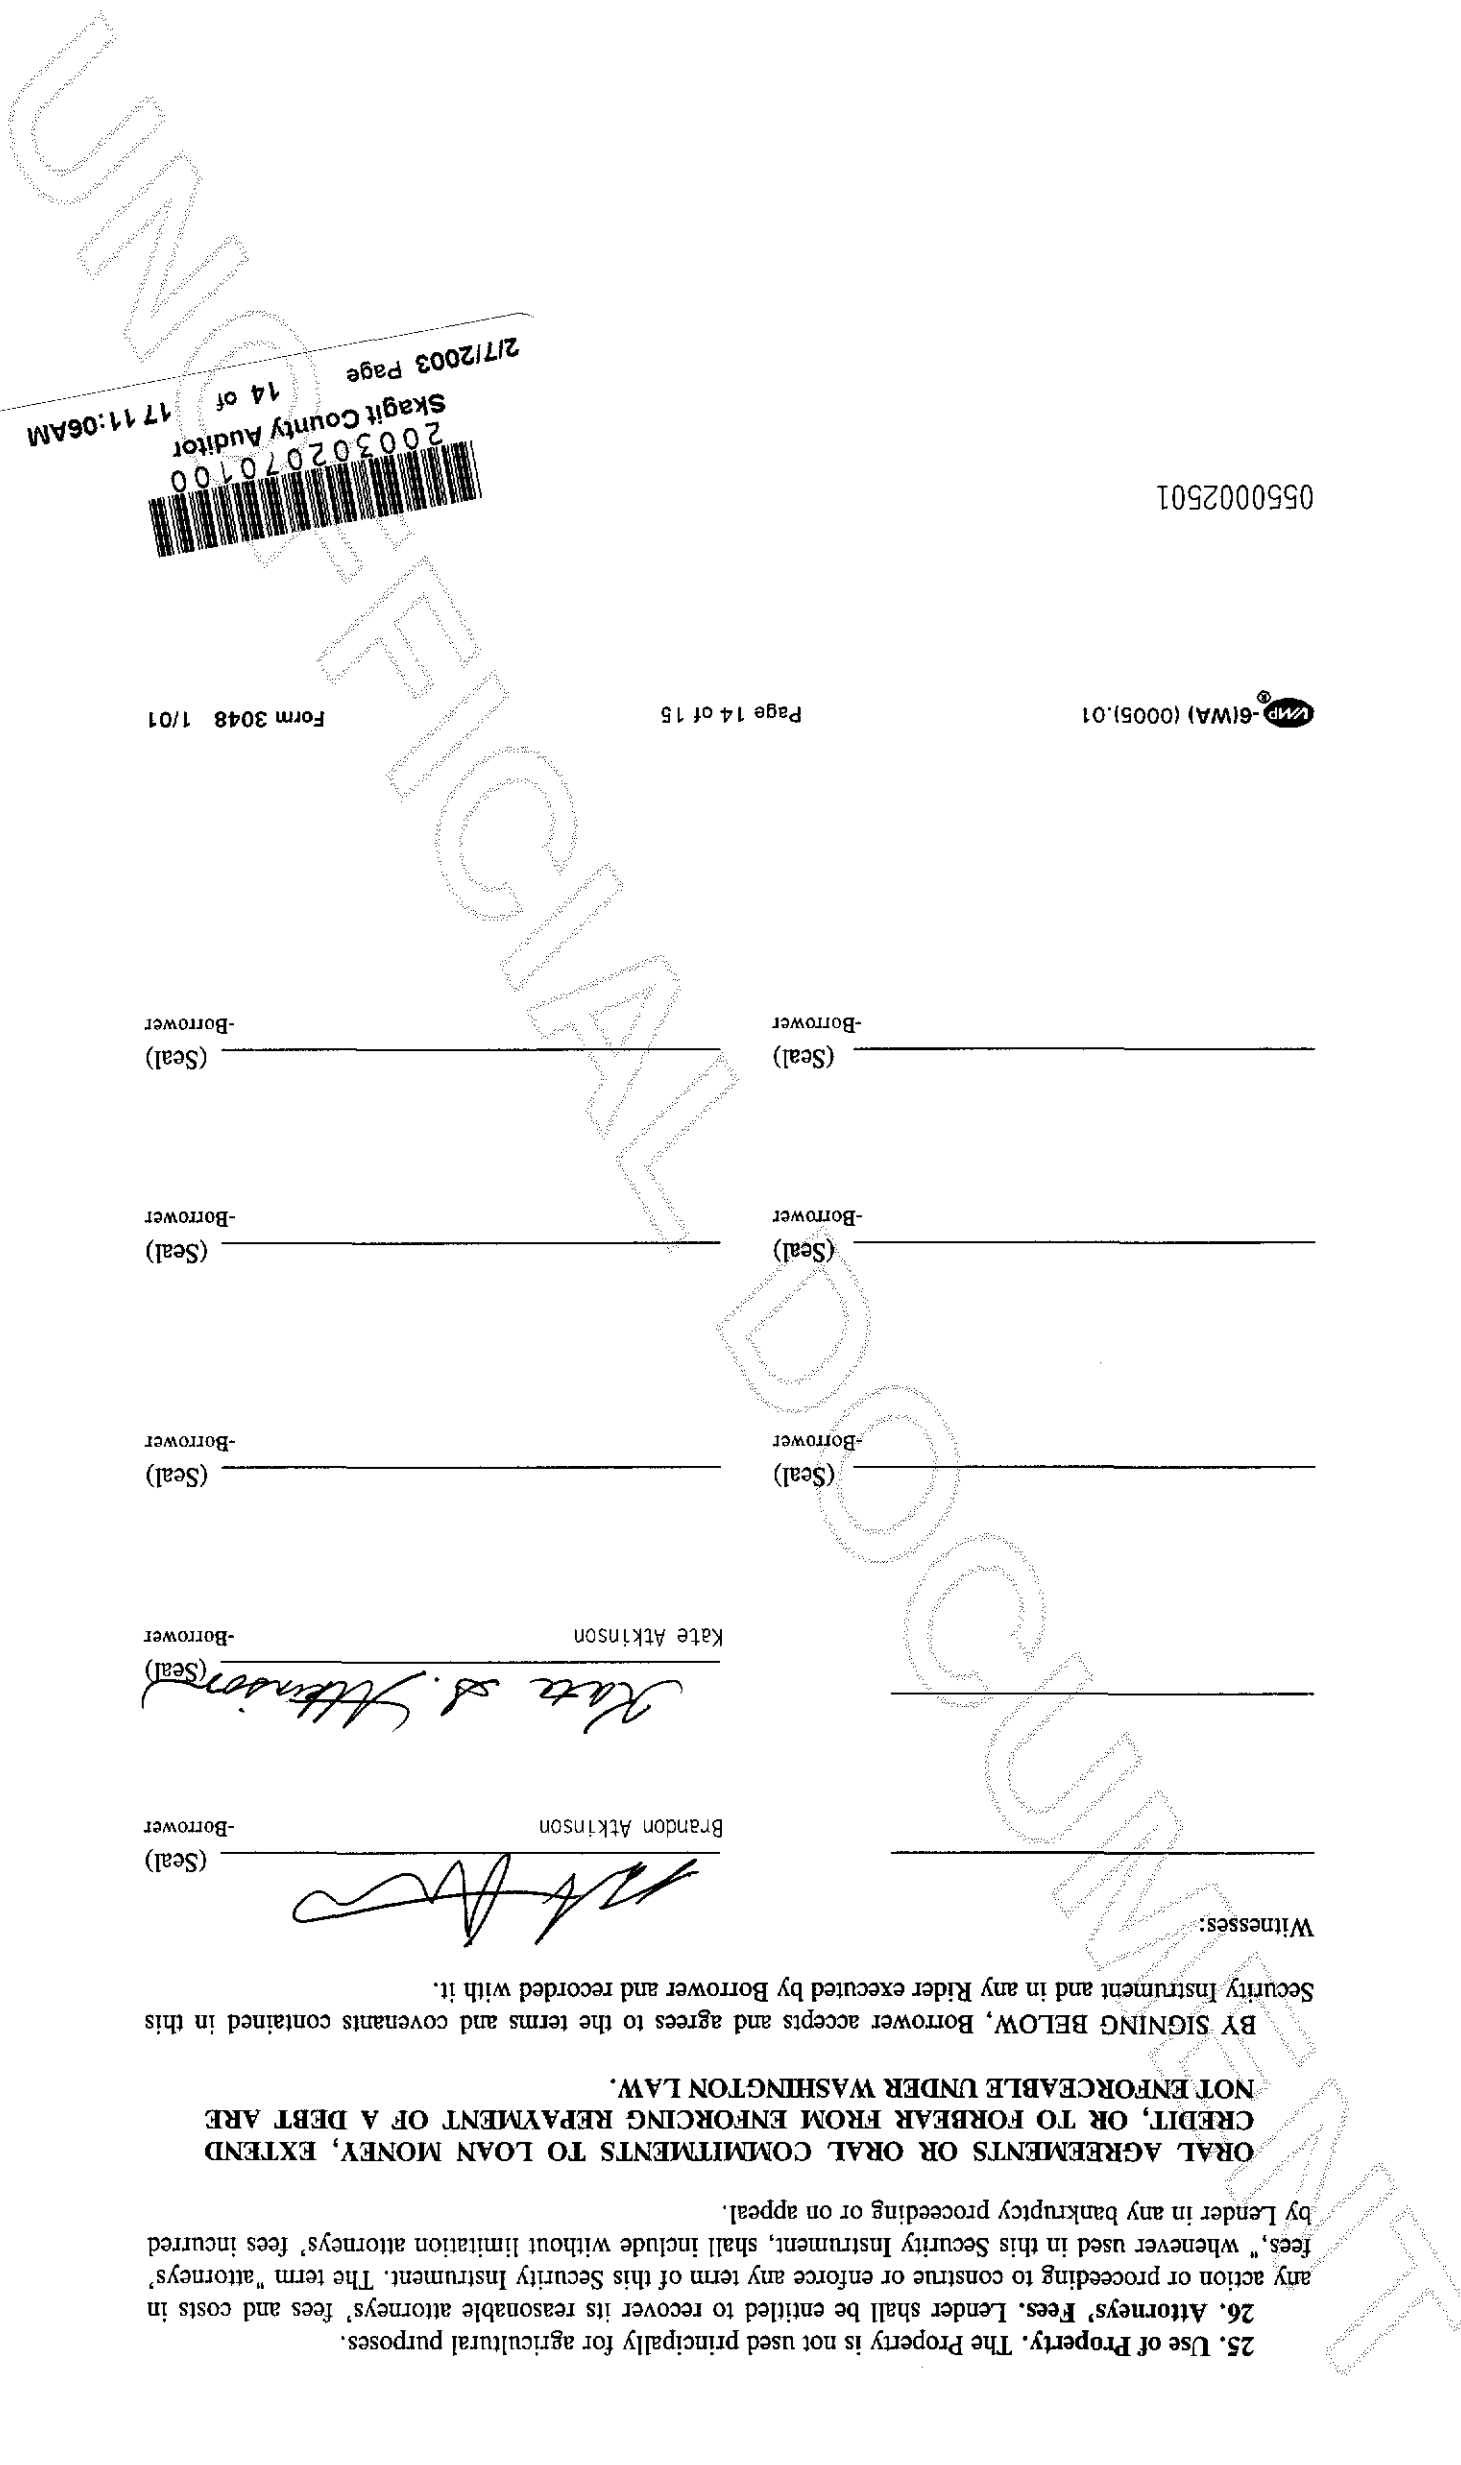 25. Use of Property. The Property is not used principally for agricultural purposes.
26. Attorneys' Fees. Lender shall be entitled to recover its reasonable attorneys' fees and costs in
any action or proceeding to construe or enforce any term of this Security Instrument. The term "attorneys'
fees," whenever used in this Security Instrument, shall include without limitation attorneys' fees incurred
by Lender in any bankruptcy proceeding or on appeal.
ORAL AGREEMENTS OR ORAL COMMITMENTS TO LOAN MONEY, EXTEND
CREDIT, OR TO FORBEAR FROM ENFORCING REPAYMENT OF A DEBT ARE
NOT ENFORCEABLE UNDER WASHINGTON LAW.
BY SIGNING BELOW, Borrower accepts and agrees to the terms and covenants contained in this
Security Instrument and in any Rider executed by Borrower and recorded with it.
Witnesses:
(Seal)
Brandon Atkinson -Borrower
Kate S. Atkinson (Seal)
Kate Atkinson -Borrower
(Seal) (Seal)
-Borrower -Borrower
(Seal) (Seal)
-Borrower -Borrower
(Seal) (Seal)
-Borrower -Borrower
VMP®-6(WA) (0005).01 Page 14 of 15 Form 3048 1/01
0550002501
200302070100
Skagit County Auditor
2/7/2003 Page 14 of 17 11:06AM
UNOFFICIAL DOCUMENT